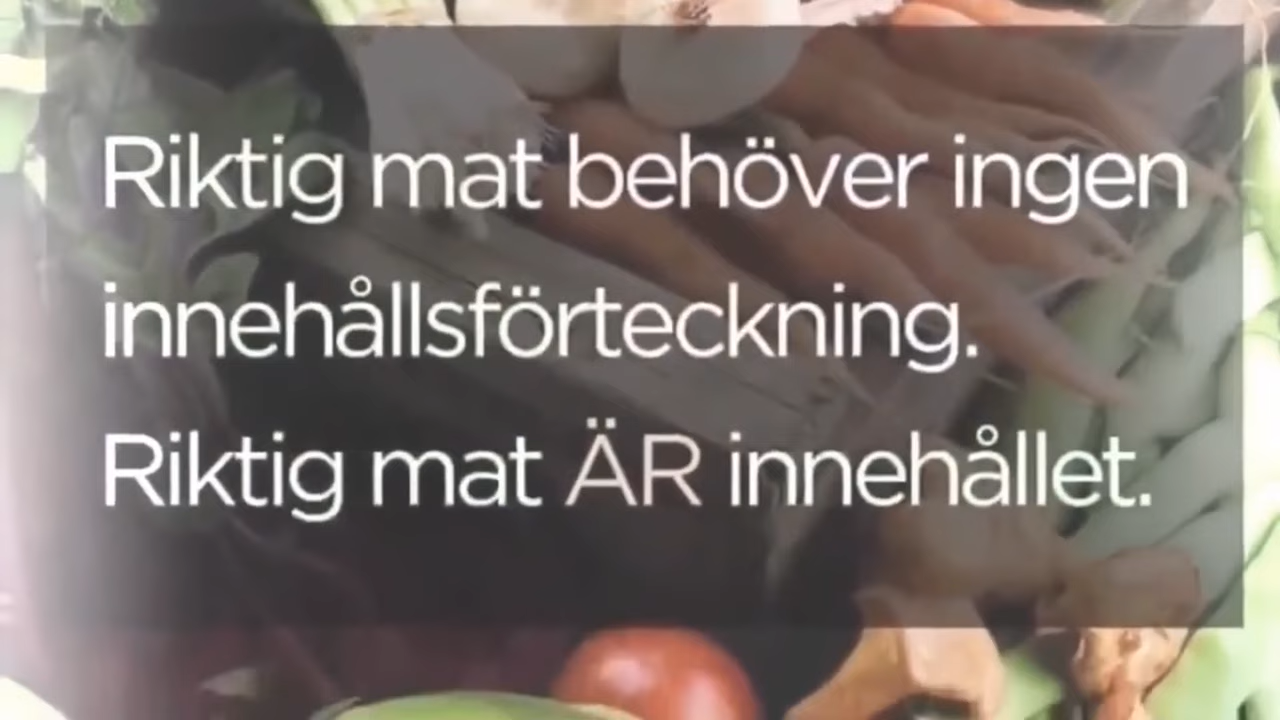 Riktig mat behöver ingen
innehållsförteckning.
Riktig mat ÄR innehållet.